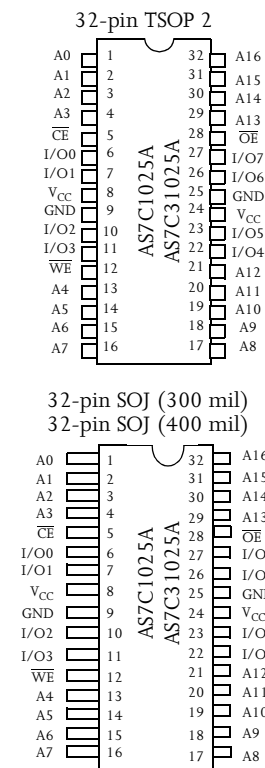 32-pin TSOP 2
A0 1 32 A16
A1 2 31 A15
A2 3 30 A14
A3 4 29 A13
CE 5 28 OE
I/O0 6 27 I/O7
I/O1 7 26 I/O6
VCC 8 25 GND
GND 9 24 VCC
I/O2 10 23 I/O5
I/O3 11 22 I/O4
WE 12 21 A12
A4 13 20 A11
A5 14 19 A10
A6 15 18 A9
A7 16 17 A8
AS7C1025A
AS7C31025A
32-pin SOJ (300 mil)
32-pin SOJ (400 mil)
A0 1 32 A16
A1 2 31 A15
A2 3 30 A14
A3 4 29 A13
CE 5 28 OE
I/O0 6 27
I/O1 7 26
VCC 8 25
GND 9 24 VCC
I/O2 10 23
I/O3 11 22
WE 12 21 A12
A4 13 20 A11
A5 14 19 A10
A6 15 18 A9
A7 16 17 A8
AS7C1025A
AS7C31025A